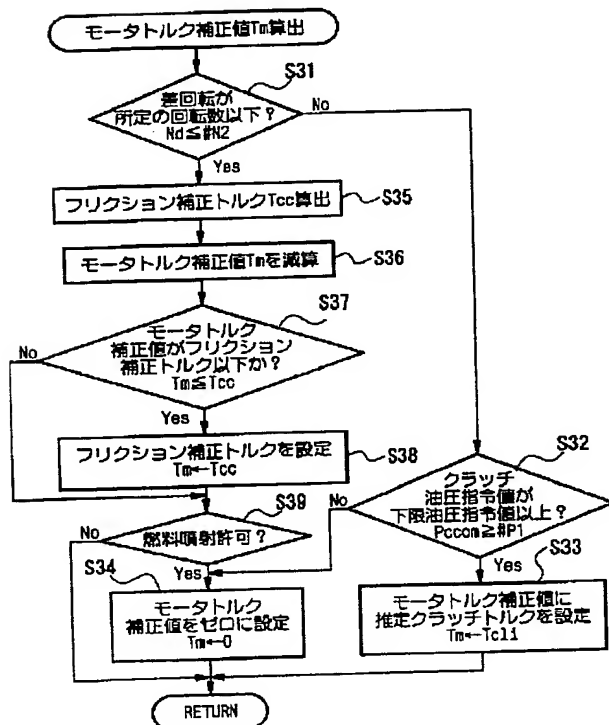 モータトルク補正値Tm算出
S31
差回転が
所定の回転数以下?
Nd≦#N2
No
Yes
フリクション補正トルクTcc算出
S35
モータトルク補正値Tmを減算
S36
S37
モータトルク
補正値がフリクション
補正トルク以下か?
Tm≦Tcc
No
Yes
フリクション補正トルクを設定
Tm←Tcc
S38
S32
クラッチ
油圧指令値が
下限油圧指令値以上?
Pccom≧#P1
No
Yes
S39
燃料噴射許可?
No
Yes
S34
モータトルク
補正値をゼロに設定
Tm←0
S33
モータトルク補正値に
推定クラッチトルクを設定
Tm←Tcli
RETURN